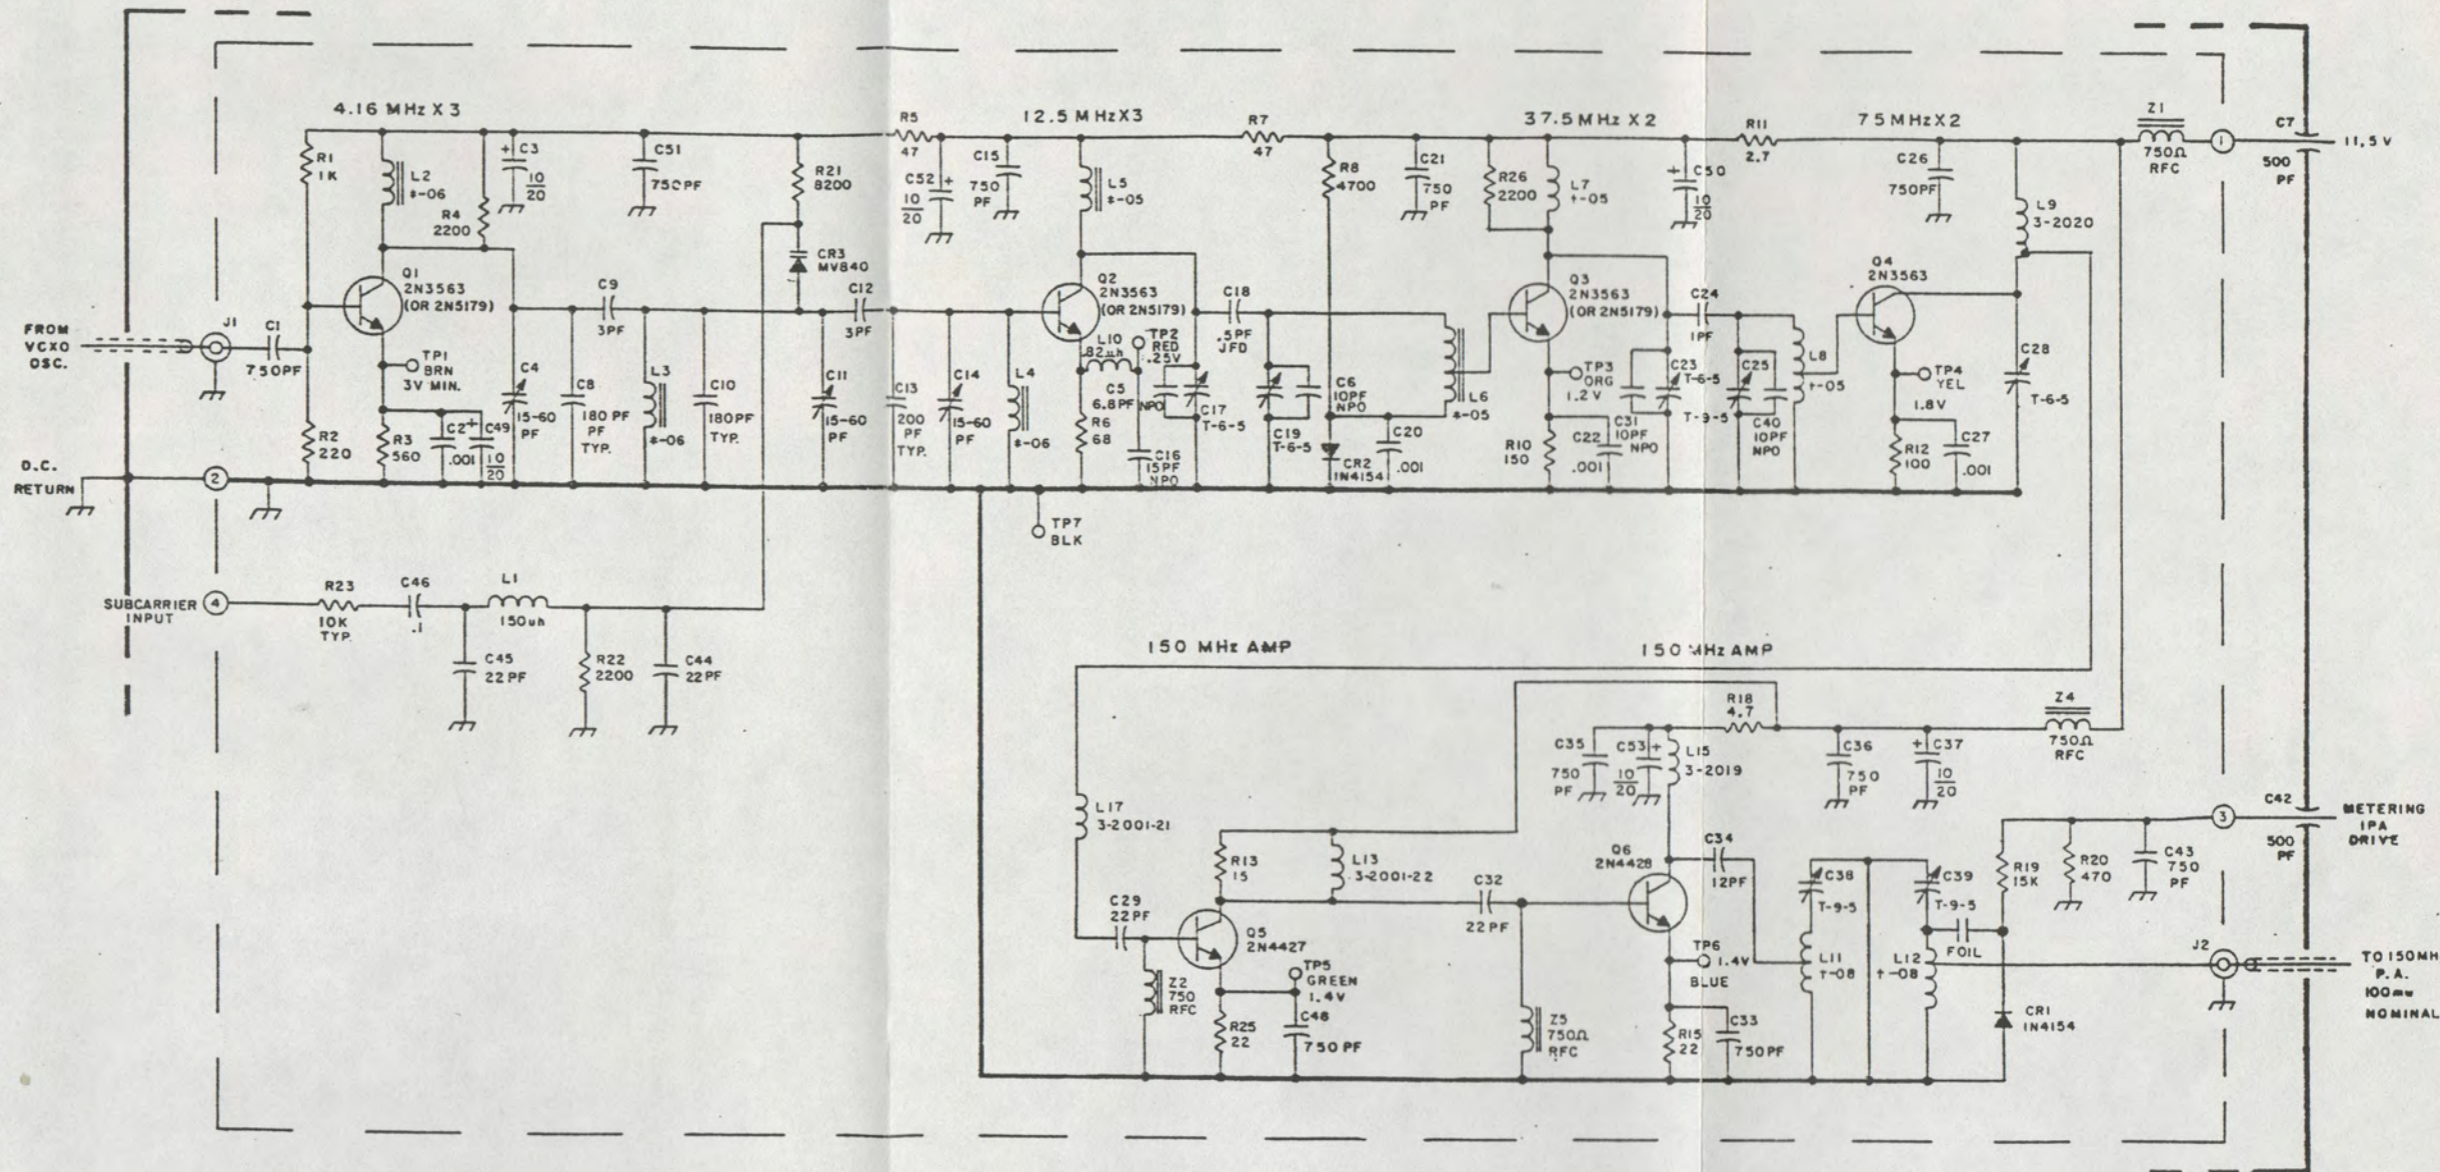 4.16 MHz X 3
12.5 MHz X3
37.5 MHz X 2
75 MHz X 2
Z1
750Ω
RFC
1
C7
500
PF
11,5 V
R1
1K
L2
*-06
R4
2200
+ C3
10
20
C51
750PF
R21
8200
R5
47
C52 +
10
20
C15
750
PF
L5
*-05
R7
47
R8
4700
C21
750
PF
R26
2200
L7
†-05
+ C50
10
20
R11
2.7
C26
750PF
L9
3-2020
FROM
VCXO
OSC.
J1
C1
750PF
Q1
2N3563
(OR 2N5179)
TP1
BRN
3V MIN.
R2
220
R3
560
C2
.001
+
C49
10
20
C4
15-60
PF
C8
180 PF
PF
TYP.
C9
3PF
L3
*-06
C10
180PF
TYP.
CR3
MV840
C11
15-60
PF
C12
3PF
C13
200
PF
TYP.
C14
15-60
PF
L4
*-06
Q2
2N3563
(OR 2N5179)
L10
.82uh
TP2
RED
.25V
C5
6.8PF
NPO
R6
68
C16
15PF
NPO
C17
T-6-5
C18
.5PF
JFD
C6
10PF
NPO
C19
T-6-5
CR2
1N4154
C20
.001
L6
*-05
Q3
2N3563
(OR 2N5179)
TP3
ORG
1.2 V
R10
150
C22
.001
C31
10PF
NPO
C23
T-6-5
C24
1PF
C25
T-9-5
C40
10PF
NPO
L8
†-05
Q4
2N3563
TP4
YEL
1.8V
R12
100
C27
.001
C28
T-6-5
D.C.
RETURN
2
TP7
BLK
SUBCARRIER
INPUT
4
R23
10K
TYP.
C46
.1
L1
150uh
C45
22PF
R22
2200
C44
22PF
150 MHz AMP
150 MHz AMP
R18
4.7
Z4
750Ω
RFC
C35
750
PF
C53 +
10
20
L15
3-2019
C36
750
PF
+ C37
10
20
L17
3-2001-21
R13
15
L13
3-2001-22
C29
22PF
Q5
2N4427
Z2
750
RFC
TP5
GREEN
1.4V
R25
22
C48
750PF
C32
22PF
Z5
750Ω
RFC
Q6
2N4428
C34
12PF
TP6
1.4V
BLUE
R15
22
C33
750PF
C38
T-9-5
L11
†-08
C39
T-9-5
FOIL
L12
†-08
R19
15K
R20
470
C43
750
PF
CR1
1N4154
3
C42
500
PF
METERING
IPA
DRIVE
J2
TO 150MH
P.A.
100mw
NOMINAL